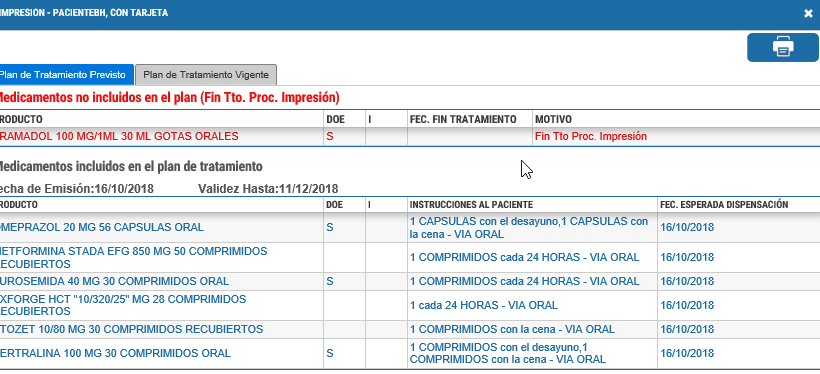 IMPRESION - PACIENTEBH, CON TARJETA
Plan de Tratamiento Previsto Plan de Tratamiento Vigente
Medicamentos no incluidos en el plan (Fin Tto. Proc. Impresión)
RODUCTO DOE I FEC. FIN TRATAMIENTO MOTIVO
RAMADOL 100 MG/1ML 30 ML GOTAS ORALES S Fin Tto Proc. Impresión
Medicamentos incluidos en el plan de tratamiento
echa de Emisión:16/10/2018 Validez Hasta:11/12/2018
RODUCTO DOE I INSTRUCCIONES AL PACIENTE FEC. ESPERADA DISPENSACIÓN
MEPRAZOL 20 MG 56 CAPSULAS ORAL S 1 CAPSULAS con el desayuno,1 CAPSULAS con 16/10/2018
la cena - VIA ORAL
ETFORMINA STADA EFG 850 MG 50 COMPRIMIDOS 1 COMPRIMIDOS cada 24 HORAS - VIA ORAL 16/10/2018
ECUBIERTOS
UROSEMIDA 40 MG 30 COMPRIMIDOS ORAL S 1 COMPRIMIDOS cada 24 HORAS - VIA ORAL 16/10/2018
XFORGE HCT "10/320/25" MG 28 COMPRIMIDOS 1 cada 24 HORAS - VIA ORAL 16/10/2018
ECUBIERTOS
TOZET 10/80 MG 30 COMPRIMIDOS RECUBIERTOS 1 COMPRIMIDOS con la cena - VIA ORAL 16/10/2018
ERTRALINA 100 MG 30 COMPRIMIDOS ORAL S 1 COMPRIMIDOS con el desayuno,1 16/10/2018
COMPRIMIDOS con la cena - VIA ORAL